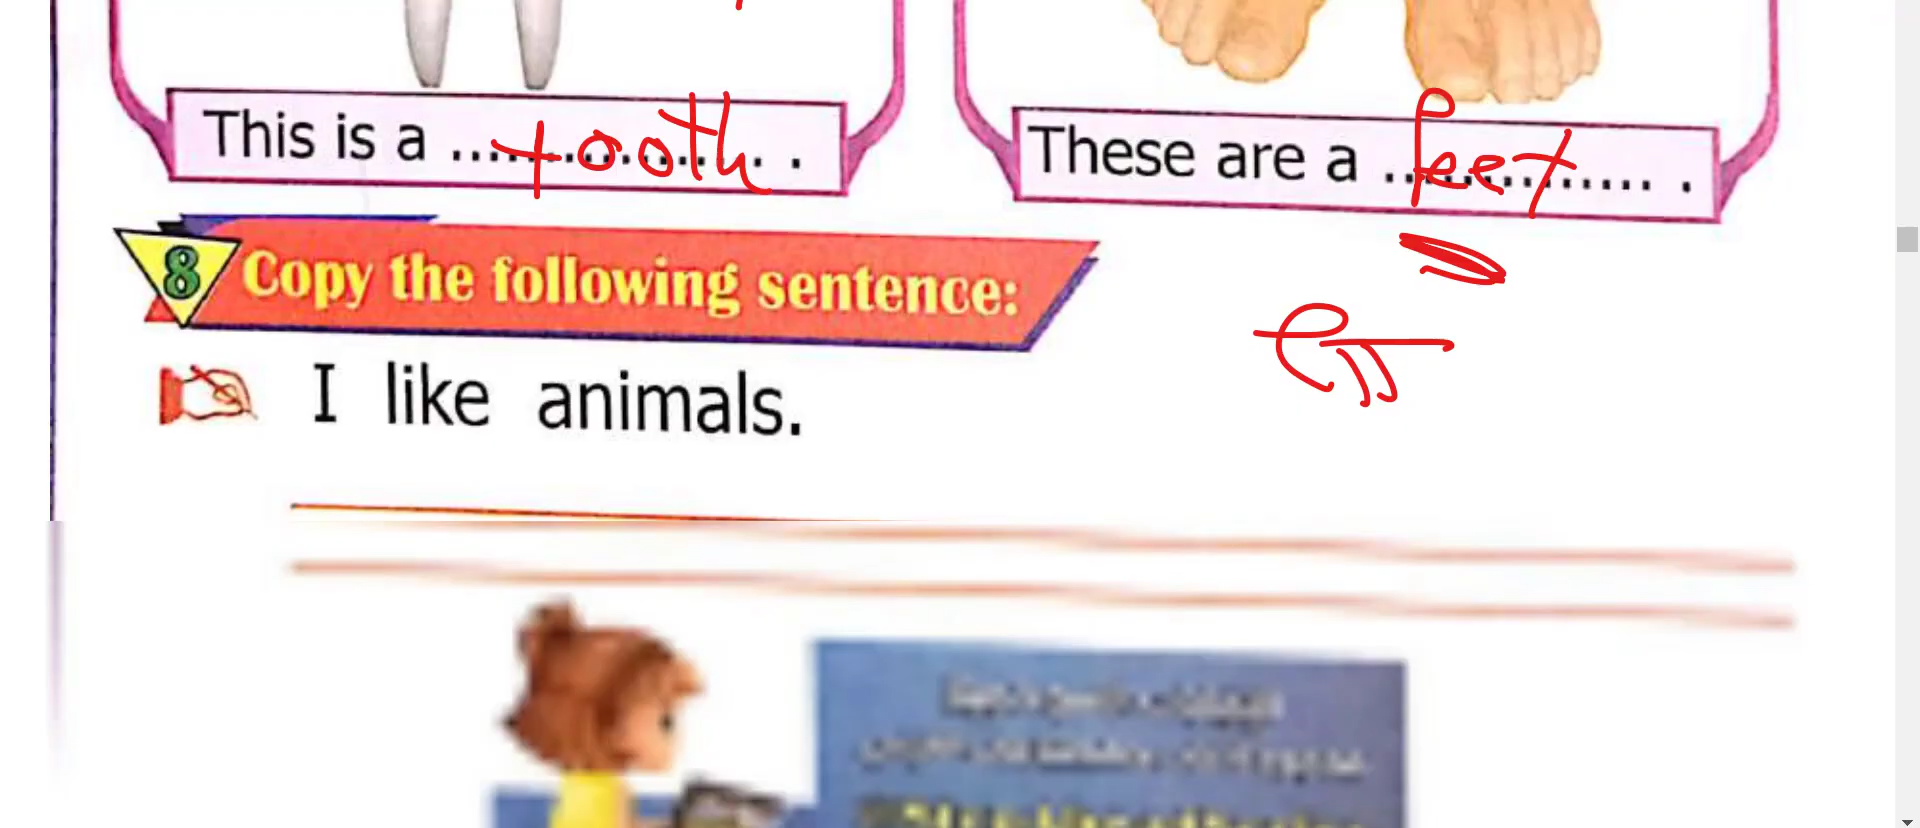 This is a tooth .
These are a feet .
8 Copy the following sentence:
I like animals.